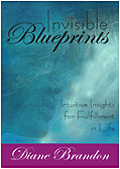 Invisible
Blueprints
Intuitive Insights
for Fulfillment
in Life
Diane Brandon